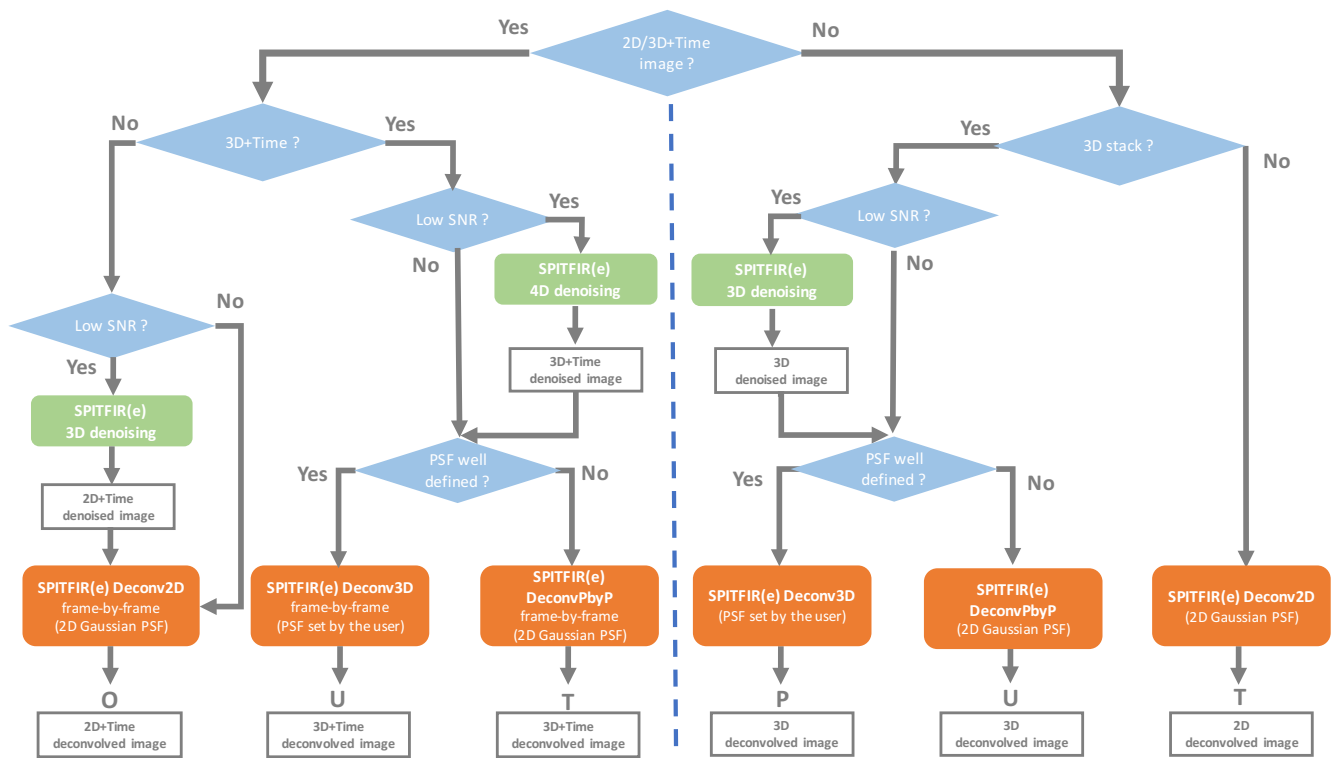 2D/3D+Time
image ?
Yes
No
3D+Time ?
No
Yes
3D stack ?
Yes
No
Low SNR ?
Yes
No
Low SNR ?
Yes
No
SPITFIR(e)
4D denoising
SPITFIR(e)
3D denoising
Low SNR ?
No
Yes
3D+Time
denoised image
3D
denoised image
SPITFIR(e)
3D denoising
PSF well
defined ?
Yes
No
PSF well
defined ?
Yes
No
2D+Time
denoised image
SPITFIR(e) Deconv2D
frame-by-frame
(2D Gaussian PSF)
SPITFIR(e) Deconv3D
frame-by-frame
(PSF set by the user)
SPITFIR(e)
DeconvPbyP
frame-by-frame
(2D Gaussian PSF)
SPITFIR(e) Deconv3D
(PSF set by the user)
SPITFIR(e)
DeconvPbyP
(2D Gaussian PSF)
SPITFIR(e) Deconv2D
(2D Gaussian PSF)
O
U
T
P
U
T
2D+Time
deconvolved image
3D+Time
deconvolved image
3D+Time
deconvolved image
3D
deconvolved image
3D
deconvolved image
2D
deconvolved image